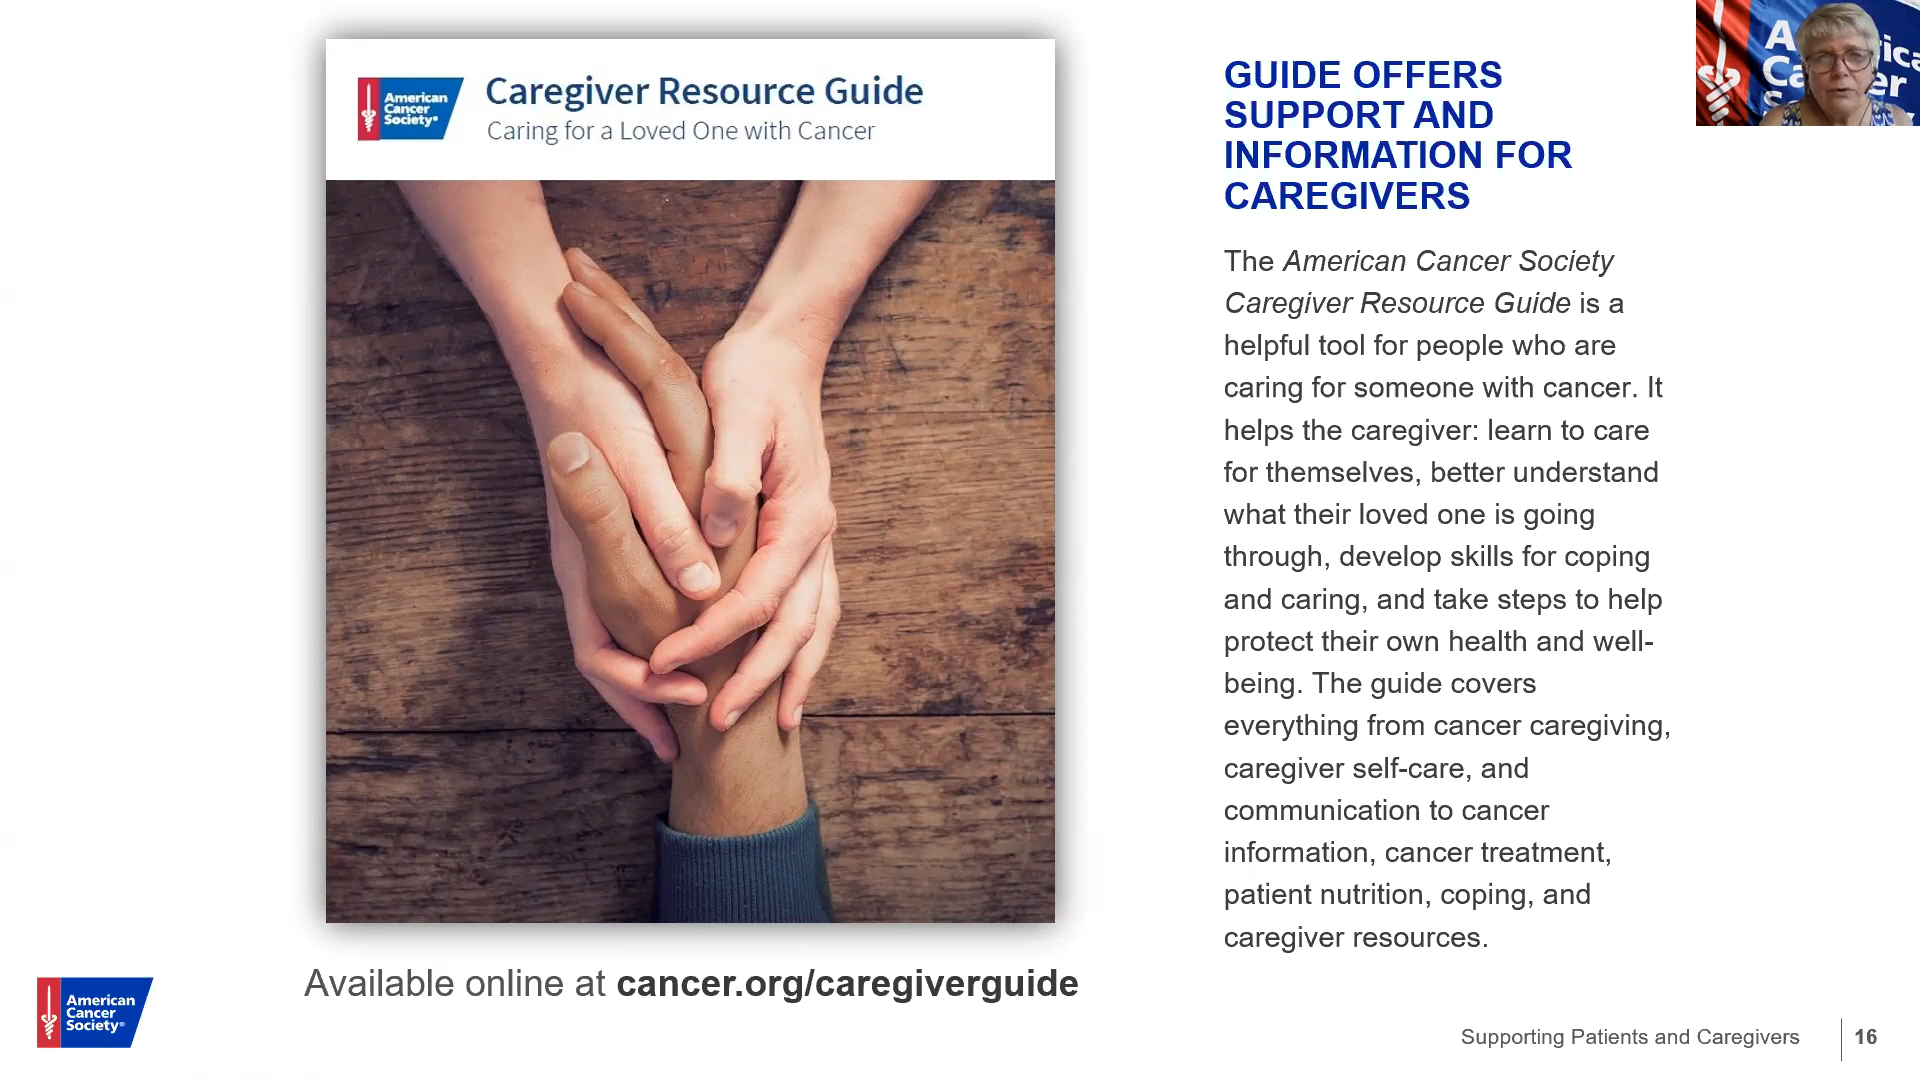 American
Cancer
Society®
Caregiver Resource Guide
Caring for a Loved One with Cancer
GUIDE OFFERS
SUPPORT AND
INFORMATION FOR
CAREGIVERS
The American Cancer Society
Caregiver Resource Guide is a
helpful tool for people who are
caring for someone with cancer. It
helps the caregiver: learn to care
for themselves, better understand
what their loved one is going
through, develop skills for coping
and caring, and take steps to help
protect their own health and well-
being. The guide covers
everything from cancer caregiving,
caregiver self-care, and
communication to cancer
information, cancer treatment,
patient nutrition, coping, and
caregiver resources.
Available online at cancer.org/caregiverguide
American
Cancer
Society®
Supporting Patients and Caregivers
16